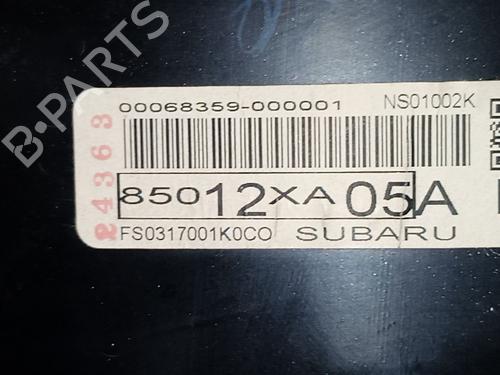 B-PARTS
00068359-000001 NS01002K
24363
85012XA05A
FS0317001K0CO SUBARU